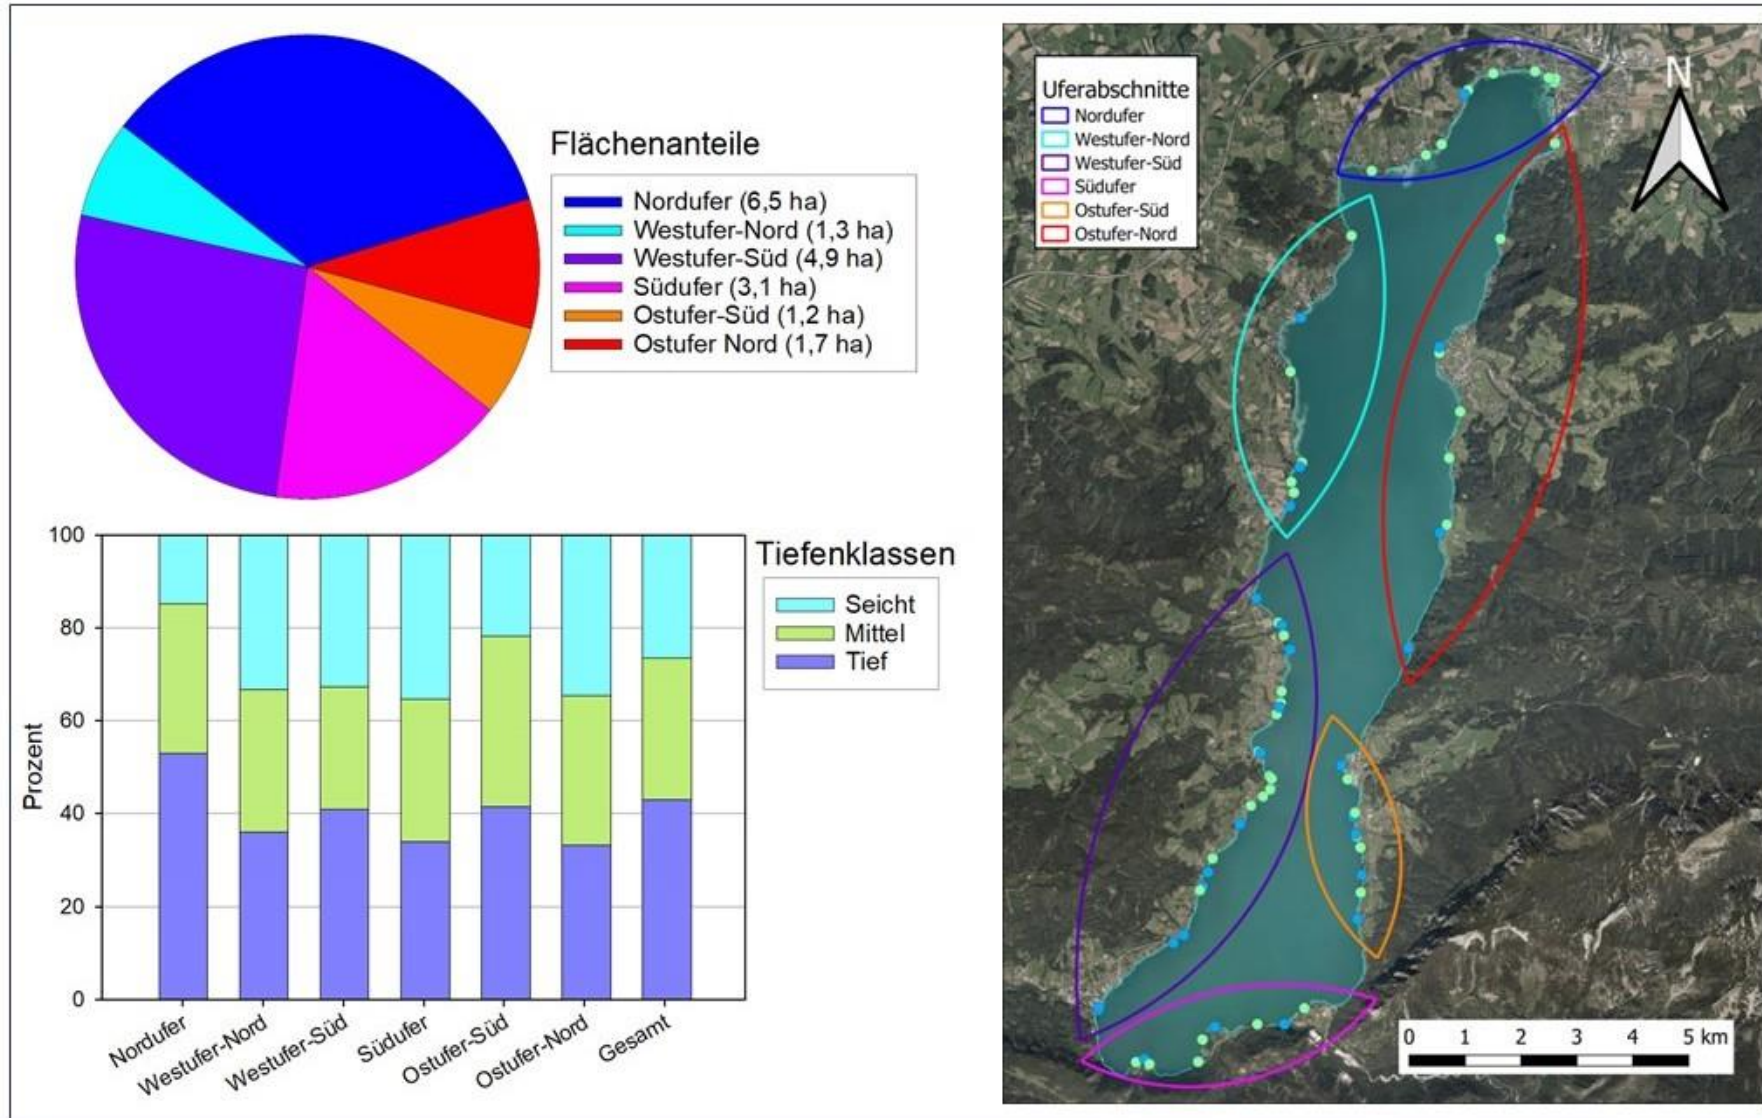 Flächenanteile
Nordufer (6,5 ha)
Westufer-Nord (1,3 ha)
Westufer-Süd (4,9 ha)
Südufer (3,1 ha)
Ostufer-Süd (1,2 ha)
Ostufer Nord (1,7 ha)
Prozent
100
80
60
40
20
0
Nordufer
Westufer-Nord
Westufer-Süd
Südufer
Ostufer-Süd
Ostufer-Nord
Gesamt
Tiefenklassen
Seicht
Mittel
Tief
Uferabschnitte
Nordufer
Westufer-Nord
Westufer-Süd
Südufer
Ostufer-Süd
Ostufer-Nord
N
0 1 2 3 4 5 km